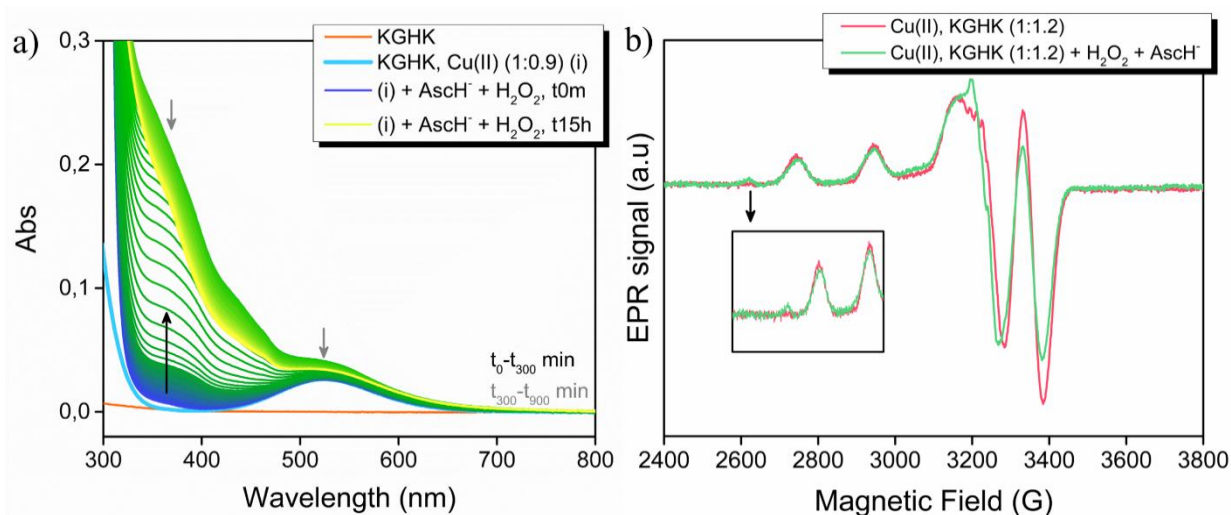 a)
0,3
0,2
0,1
0,0
Abs
KGHK
KGHK, Cu(II) (1:0.9) (i)
(i) + AscH⁻ + H₂O₂, t0m
(i) + AscH⁻ + H₂O₂, t15h
t₀-t₃₀₀ min
t₃₀₀-t₉₀₀ min
300 400 500 600 700 800
Wavelength (nm)
b)
EPR signal (a.u)
Cu(II), KGHK (1:1.2)
Cu(II), KGHK (1:1.2) + H₂O₂ + AscH⁻
2400 2600 2800 3000 3200 3400 3600 3800
Magnetic Field (G)